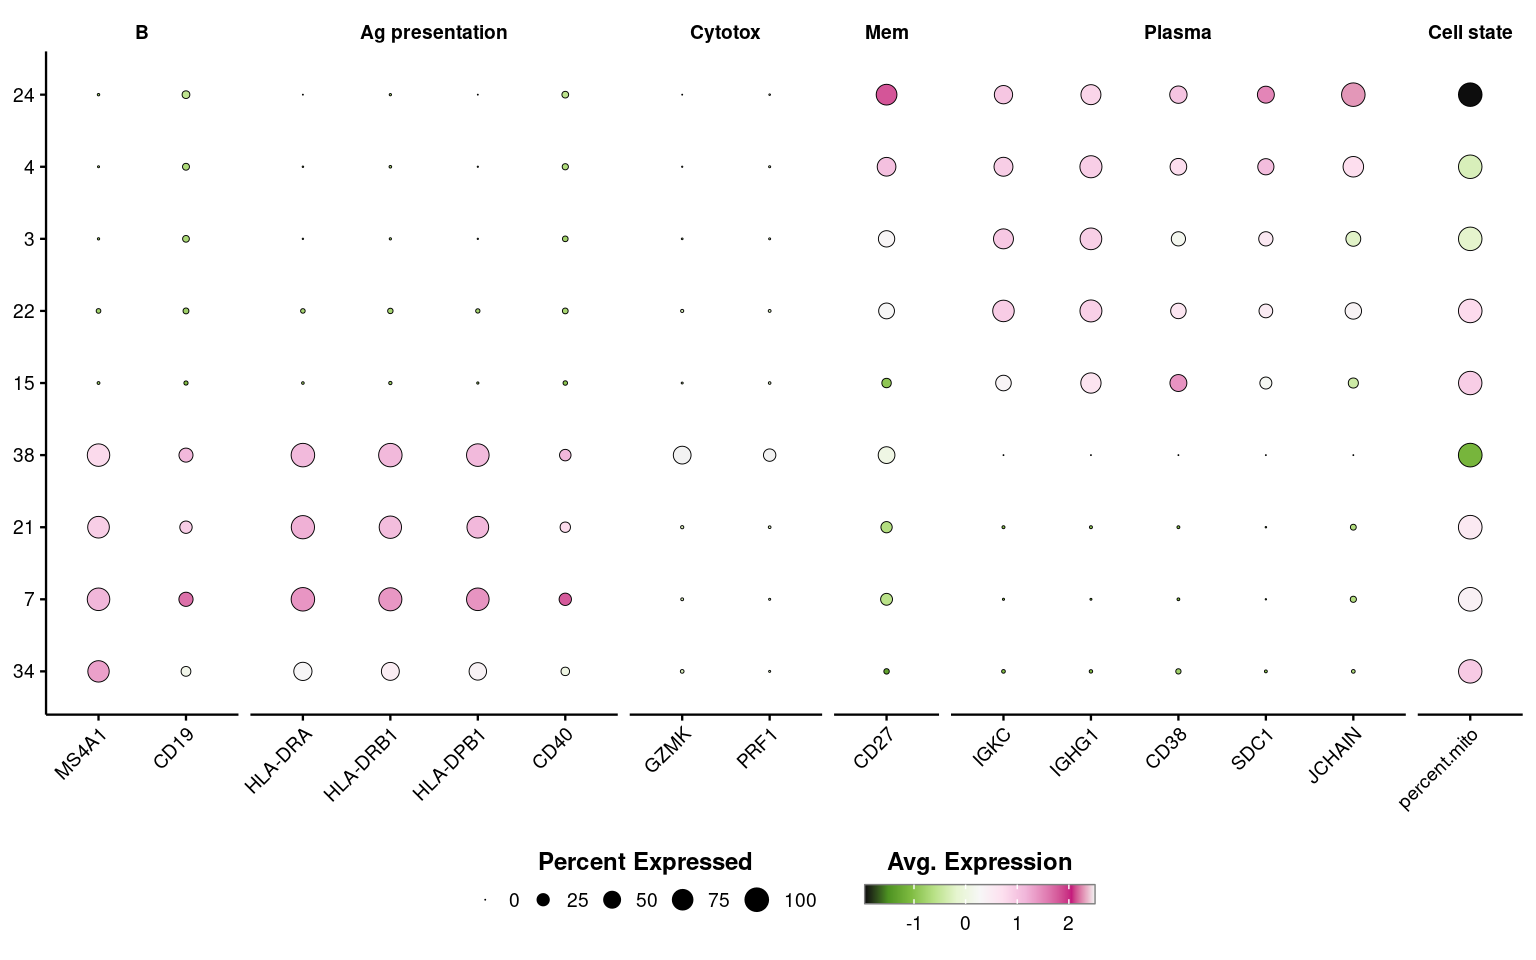 B Ag presentation Cytotox Mem Plasma Cell state
24
4
3
22
15
38
21
7
34
MS4A1 CD19 HLA-DRA HLA-DRB1 HLA-DPB1 CD40 GZMK PRF1 CD27 IGKC IGHG1 CD38 SDC1 JCHAIN percent.mito
Percent Expressed
0 25 50 75 100
Avg. Expression
-1 0 1 2